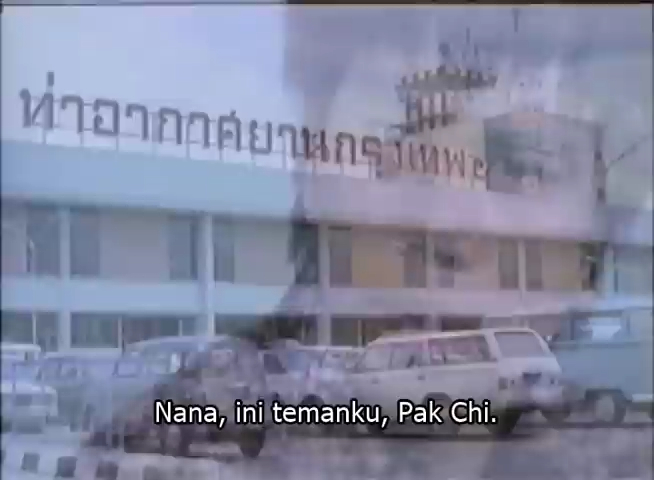 ท่าอากาศยานกรุงเทพฯ
Nana, ini temanku, Pak Chi.